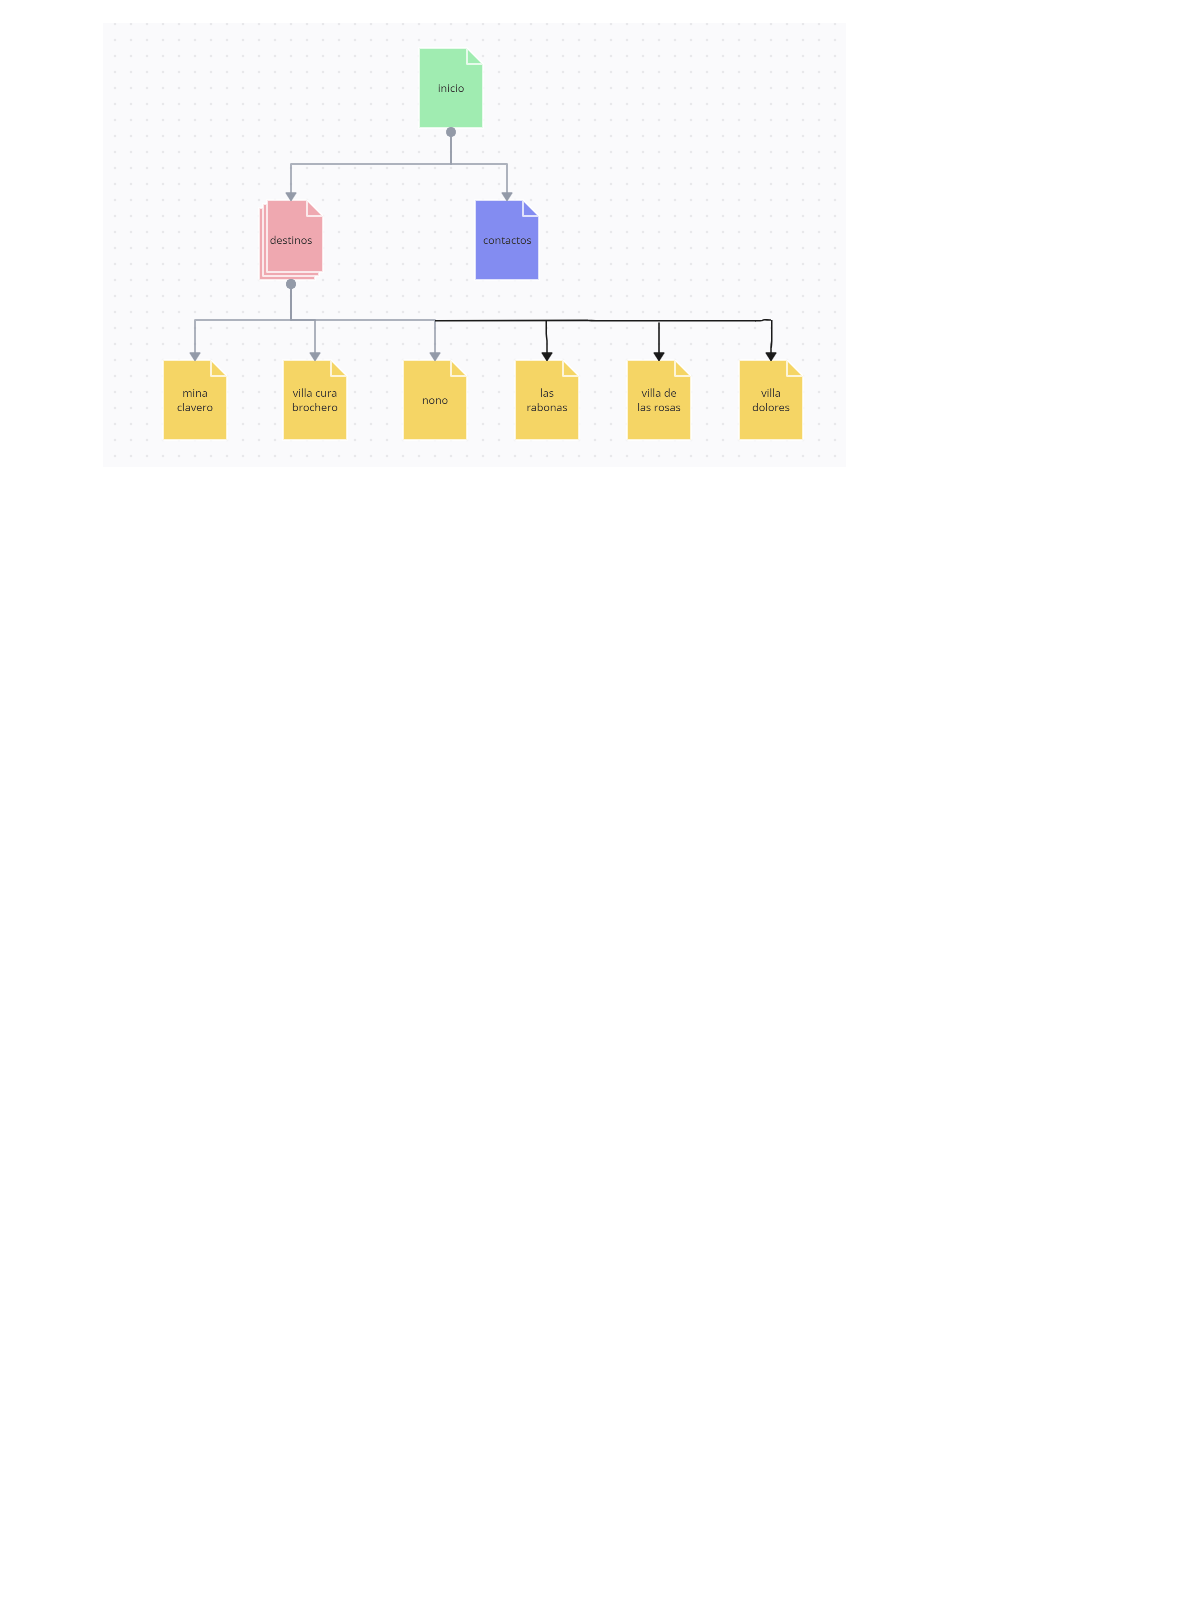 inicio
destinos
contactos
mina
clavero
villa cura
brochero
nono
las
rabonas
villa de
las rosas
villa
dolores